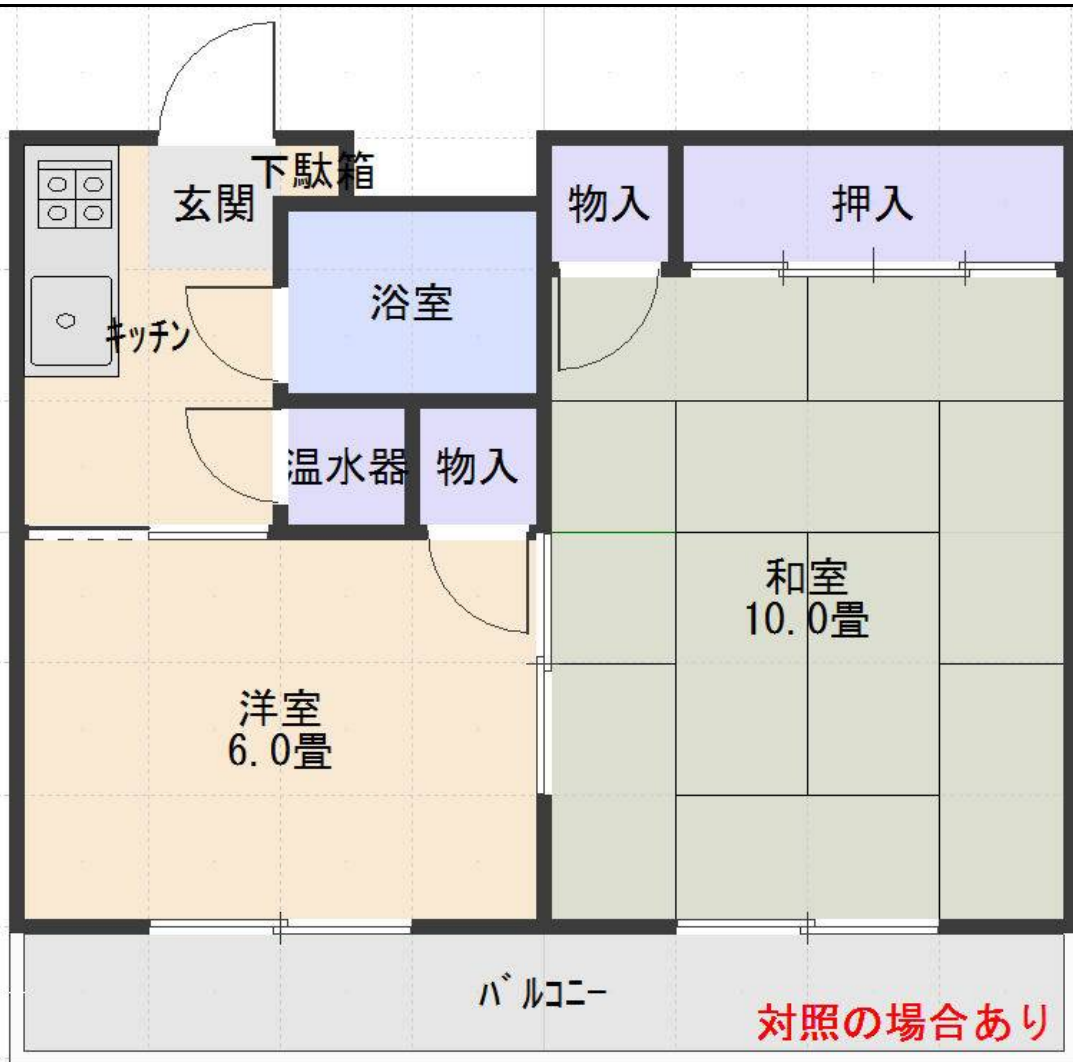 下駄箱
玄関
物入
押入
浴室
キッチン
温水器
物入
和室
10.0畳
洋室
6.0畳
バルコニー
対照の場合あり